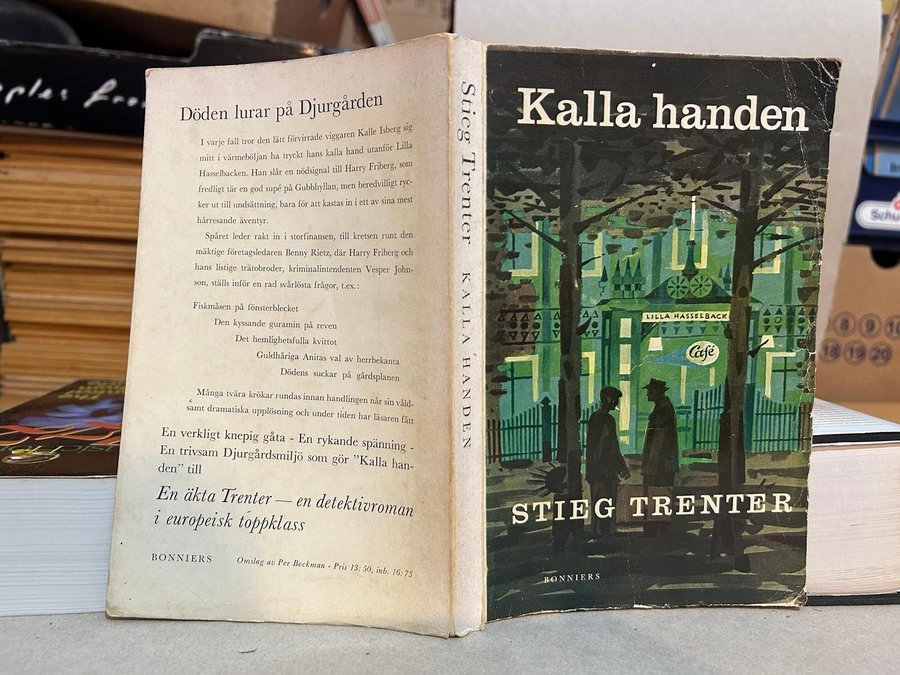 Döden lurar på Djurgården
I varje fall tror den lätt förvirrade viggaren Kalle Isberg sig
mitt i värmeböljan ha tryckt hans kalla hand utanför Lilla
Hasselbacken. Han slår en nödsignal till Harry Friberg, som
fredligt tär en god supé på Gubbhyllan, men beredvilligt ryc-
ker ut till undsättning, bara för att kastas in i ett av sina mest
hårresande äventyr.
Spåret leder rakt in i storfinansen, till kretsen runt den
mäktige företagsledaren Benny Rietz, där Harry Friberg och
hans listige trätobroder, kriminalintendenten Vesper John-
son, ställs inför en rad svårlösta frågor, t.ex.:
Fiskmåsen på fönsterblecket
Den kyssande guramin på reven
Det hemlighetsfulla kvittot
Guldhåriga Anitas val av herrbekanta
Dödens suckar på gårdsplanen
Många tvära krökar rundas innan handlingen når sin våld-
samt dramatiska upplösning och under tiden har läsaren fått
En verkligt knepig gåta - En rykande spänning -
En trivsam Djurgårdsmiljö som gör ”Kalla han-
den” till
En äkta Trenter — en detektivroman
i europeisk toppklass
BONNIERS Omslag av Per Beckman · Pris 13:50, inb. 16:75
Stieg Trenter KALLA HANDEN
Kalla handen
LILLA HASSELBACK
Café
STIEG TRENTER
BONNIERS
Schu
8 9 10
18 19 20